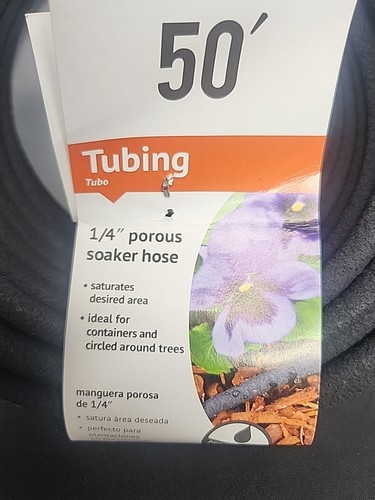 50′
Tubing
Tubo
1/4″ porous
soaker hose
• saturates
desired area
• ideal for
containers and
circled around trees
manguera porosa
de 1/4″
• satura área deseada
• perfecto para
plantaciones